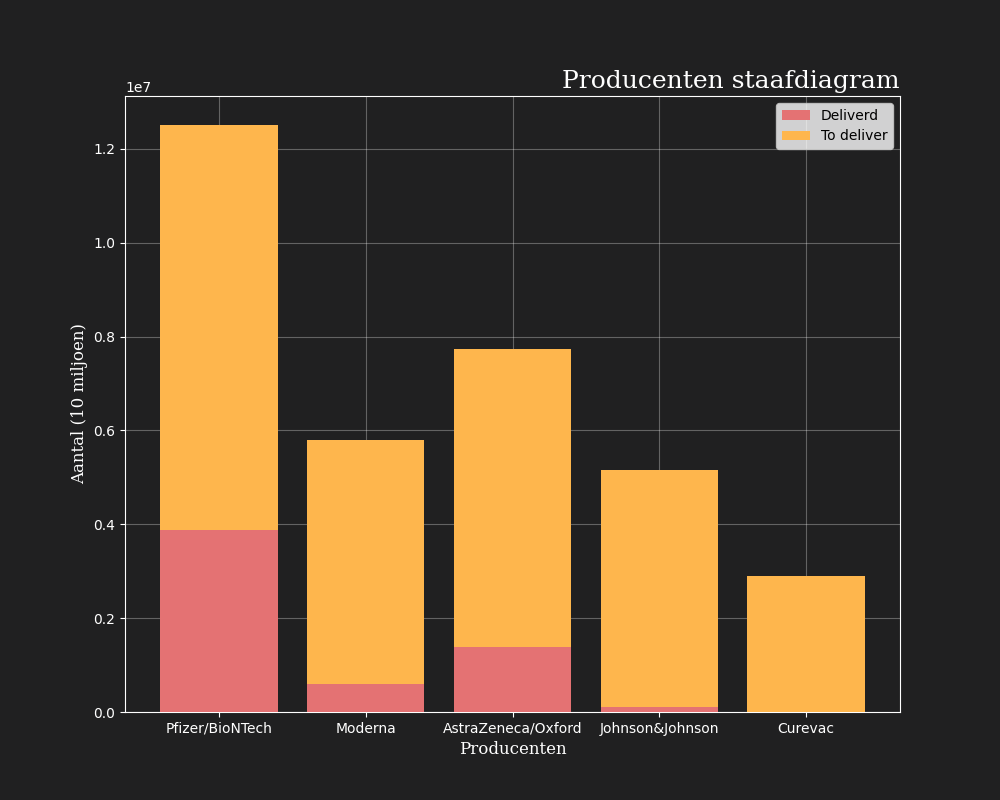 Producenten staafdiagram
1e7
Deliverd
To deliver
1.2
1.0
0.8
0.6
0.4
0.2
0.0
Aantal (10 miljoen)
Pfizer/BioNTech Moderna AstraZeneca/Oxford Johnson&Johnson Curevac
Producenten